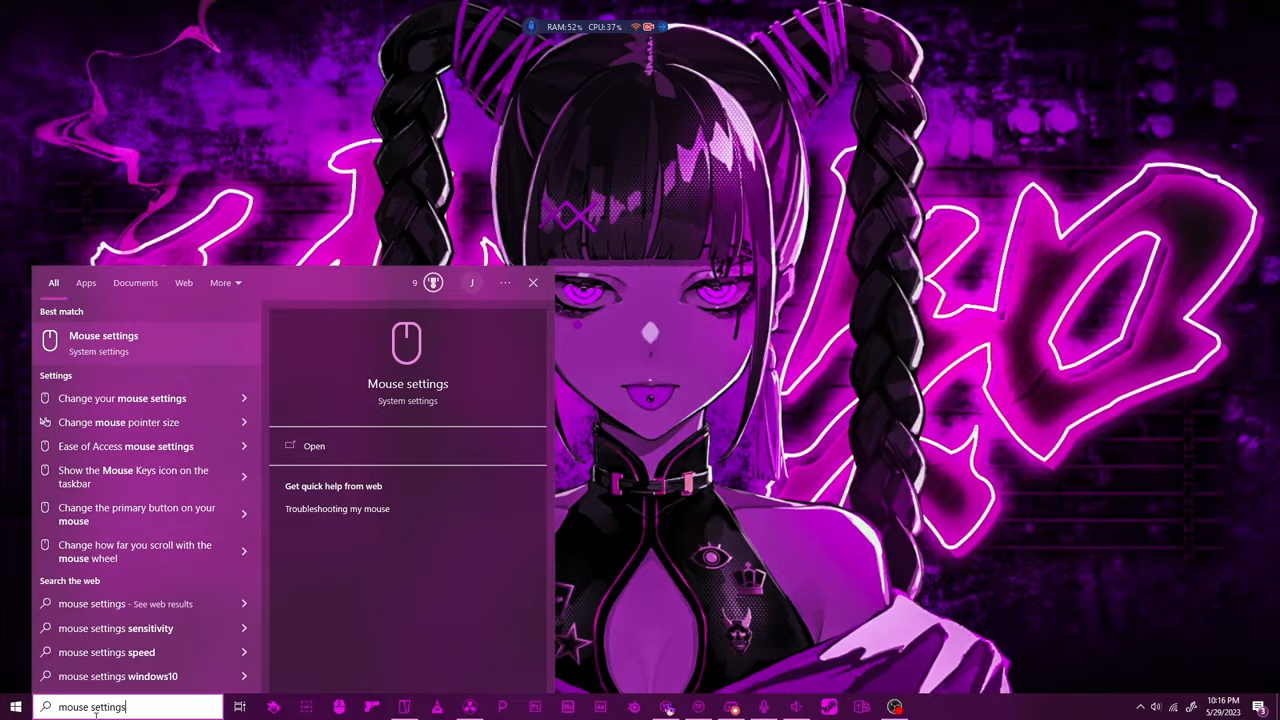 RAM:52% CPU:37%
All Apps Documents Web More 9 J ...
Best match
Mouse settings
System settings
Settings
Change your mouse settings
Change mouse pointer size
Ease of Access mouse settings
Show the Mouse Keys icon on the
taskbar
Change the primary button on your
mouse
Change how far you scroll with the
mouse wheel
Search the web
mouse settings - See web results
mouse settings sensitivity
mouse settings speed
mouse settings windows10
Mouse settings
System settings
Open
Get quick help from web
Troubleshooting my mouse
mouse settings
10:16 PM
5/29/2023